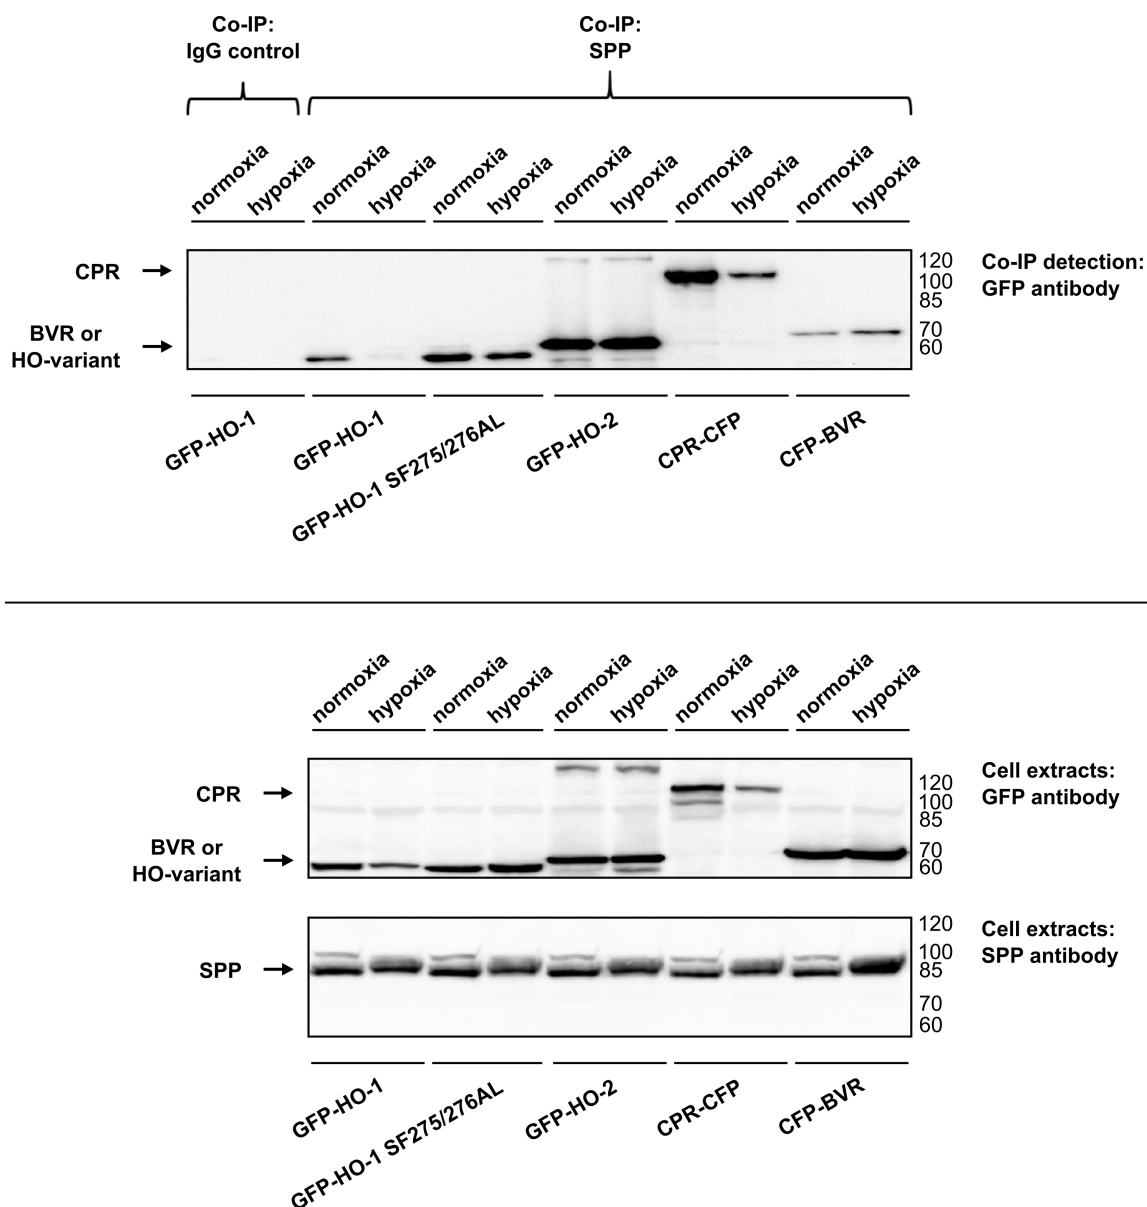 Co-IP:
IgG control
Co-IP:
SPP
normoxia
hypoxia
normoxia
hypoxia
normoxia
hypoxia
normoxia
hypoxia
normoxia
hypoxia
normoxia
hypoxia
CPR
BVR or
HO-variant
120
100
85
70
60
Co-IP detection:
GFP antibody
GFP-HO-1
GFP-HO-1
GFP-HO-1 SF275/276AL
GFP-HO-2
CPR-CFP
CFP-BVR
normoxia
hypoxia
normoxia
hypoxia
normoxia
hypoxia
normoxia
hypoxia
normoxia
hypoxia
CPR
BVR or
HO-variant
120
100
85
70
60
Cell extracts:
GFP antibody
SPP
120
100
85
70
60
Cell extracts:
SPP antibody
GFP-HO-1
GFP-HO-1 SF275/276AL
GFP-HO-2
CPR-CFP
CFP-BVR